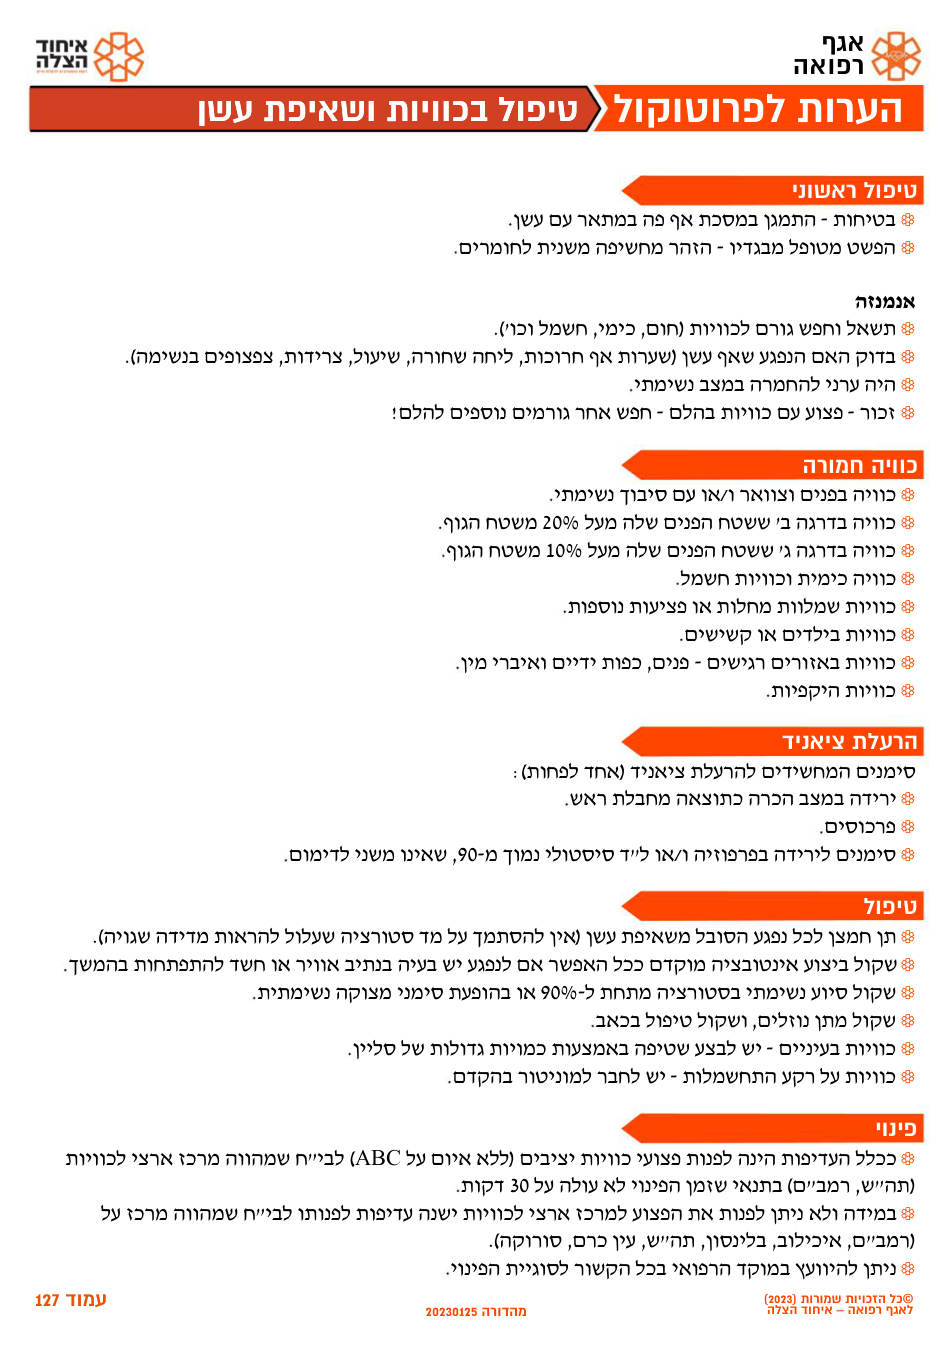 אגף
רפואה
איחוד
הצלה
הערות לפרוטוקול
טיפול בכוויות ושאיפת עשן
טיפול ראשוני
בטיחות - התמגן במסכת אף פה במתאר עם עשן.
הפשט מטופל מבגדיו - הזהר מחשיפה משנית לחומרים.
אנמנזה
תשאל וחפש גורם לכוויות (חום, כימי, חשמל וכו').
בדוק האם הנפגע שאף עשן (שערות אף חרוכות, ליחה שחורה, שיעול, צרידות, צפצופים בנשימה).
היה ערני להחמרה במצב נשימתי.
זכור - פצוע עם כוויות בהלם - חפש אחר גורמים נוספים להלם!
כוויה חמורה
כוויה בפנים וצוואר ו/או עם סיבוך נשימתי.
כוויה בדרגה ב' ששטח הפנים שלה מעל 20% משטח הגוף.
כוויה בדרגה ג' ששטח הפנים שלה מעל 10% משטח הגוף.
כוויה כימית וכוויות חשמל.
כוויות שמלוות מחלות או פציעות נוספות.
כוויות בילדים או קשישים.
כוויות באזורים רגישים - פנים, כפות ידיים ואיברי מין.
כוויות היקפיות.
הרעלת ציאניד
סימנים המחשידים להרעלת ציאניד (אחד לפחות):
ירידה במצב הכרה כתוצאה מחבלת ראש.
פרכוסים.
סימנים לירידה בפרפוזיה ו/או ל"ד סיסטולי נמוך מ-90, שאינו משני לדימום.
טיפול
תן חמצן לכל נפגע הסובל משאיפת עשן (אין להסתמך על מד סטורציה שעלול להראות מדידה שגויה).
שקול ביצוע אינטובציה מוקדם ככל האפשר אם לנפגע יש בעיה בנתיב אוויר או חשד להתפתחות בהמשך.
שקול סיוע נשימתי בסטורציה מתחת ל-90% או בהופעת סימני מצוקה נשימתית.
שקול מתן נוזלים, ושקול טיפול בכאב.
כוויות בעיניים - יש לבצע שטיפה באמצעות כמויות גדולות של סליין.
כוויות על רקע התחשמלות - יש לחבר למוניטור בהקדם.
פינוי
ככלל העדיפות הינה לפנות פצועי כוויות יציבים (ללא איום על ABC) לבי"ח שמהווה מרכז ארצי לכוויות
(תה"ש, רמב"ם) בתנאי שזמן הפינוי לא עולה על 30 דקות.
במידה ולא ניתן לפנות את הפצוע למרכז ארצי לכוויות ישנה עדיפות לפנותו לבי"ח שמהווה מרכז על
(רמב"ם, איכילוב, בלינסון, תה"ש, עין כרם, סורוקה).
ניתן להיוועץ במוקד הרפואי בכל הקשור לסוגיית הפינוי.
©כל הזכויות שמורות (2023)
לאגף רפואה – איחוד הצלה
מהדורה 20230125
עמוד 127